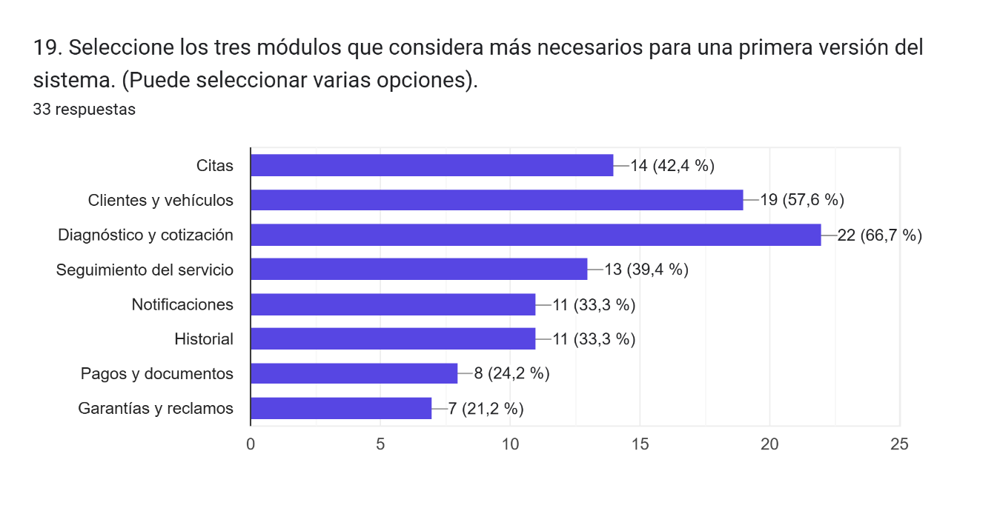 19. Seleccione los tres módulos que considera más necesarios para una primera versión del
sistema. (Puede seleccionar varias opciones).
33 respuestas
Citas 14 (42,4 %)
Clientes y vehículos 19 (57,6 %)
Diagnóstico y cotización 22 (66,7 %)
Seguimiento del servicio 13 (39,4 %)
Notificaciones 11 (33,3 %)
Historial 11 (33,3 %)
Pagos y documentos 8 (24,2 %)
Garantías y reclamos 7 (21,2 %)
0 5 10 15 20 25